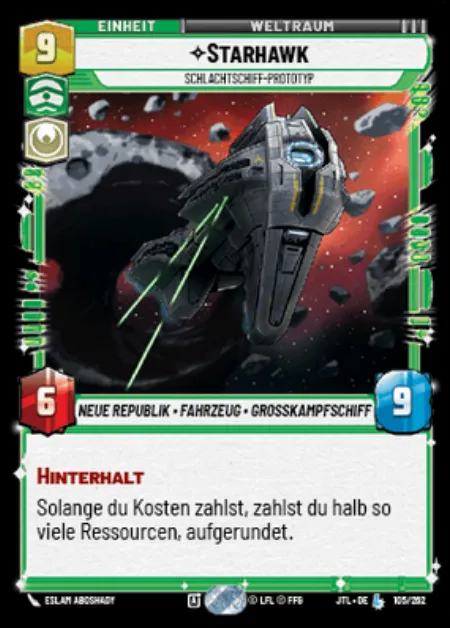 EINHEIT WELTRAUM
9
STARHAWK
SCHLACHTSCHIFF-PROTOTYP
6
NEUE REPUBLIK • FAHRZEUG • GROSSKAMPFSCHIFF
9
HINTERHALT
Solange du Kosten zahlst, zahlst du halb so
viele Ressourcen, aufgerundet.
ESLAM ABOSHADY A © LFL © FFG JTL • DE 105/262